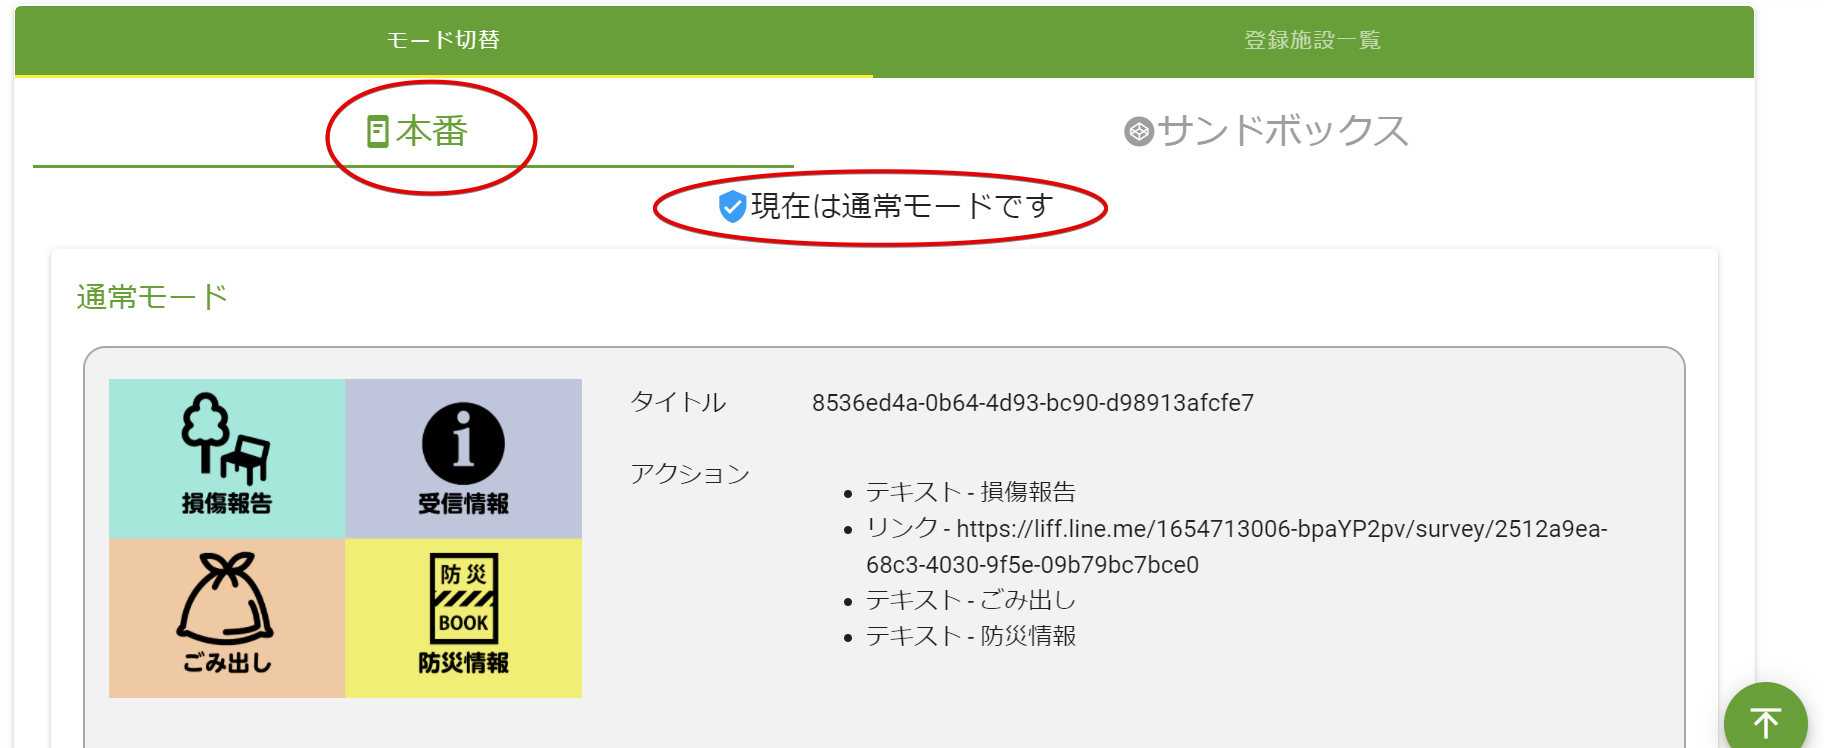 モード切替
登録施設一覧
本番
サンドボックス
現在は通常モードです
通常モード
損傷報告
受信情報
防災
BOOK
ごみ出し
防災情報
タイトル
8536ed4a-0b64-4d93-bc90-d98913afcfe7
アクション
テキスト - 損傷報告
リンク - https://liff.line.me/1654713006-bpaYP2pv/survey/2512a9ea-
68c3-4030-9f5e-09b79bc7bce0
テキスト - ごみ出し
テキスト - 防災情報